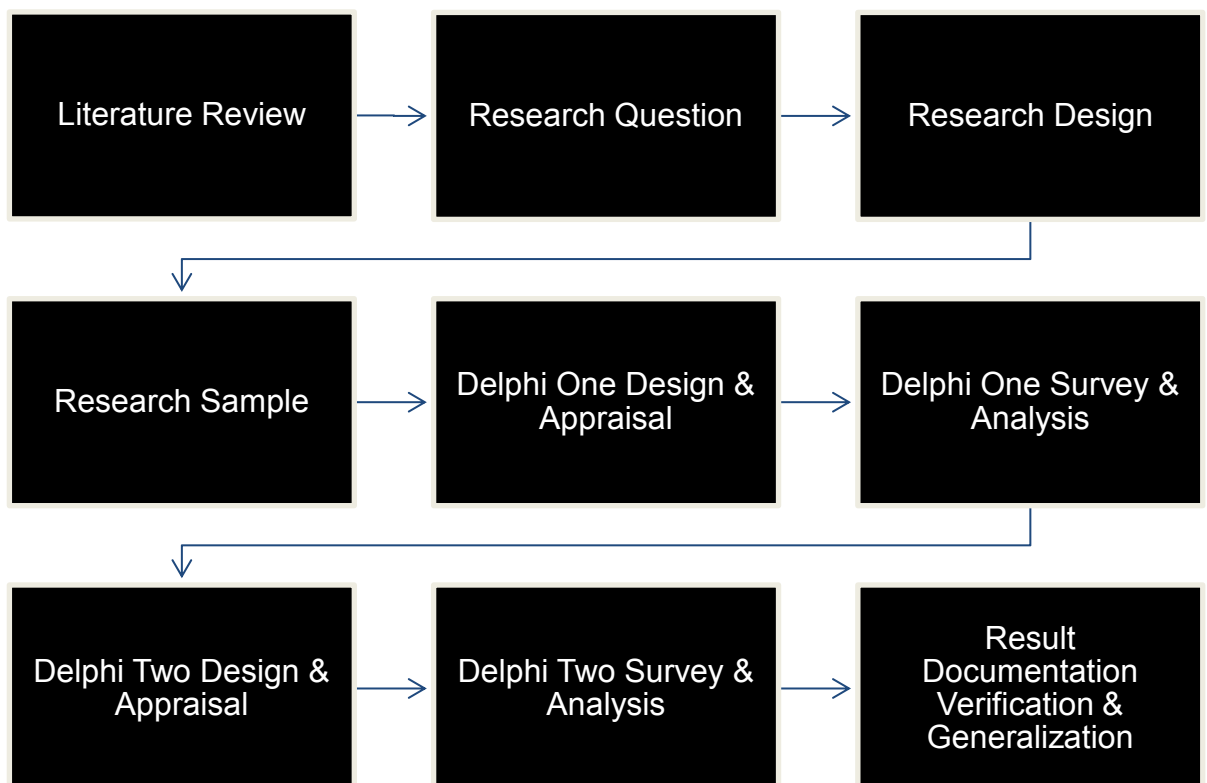 Literature Review
Research Question
Research Design
Research Sample
Delphi One Design &
Appraisal
Delphi One Survey &
Analysis
Delphi Two Design &
Appraisal
Delphi Two Survey &
Analysis
Result
Documentation
Verification &
Generalization